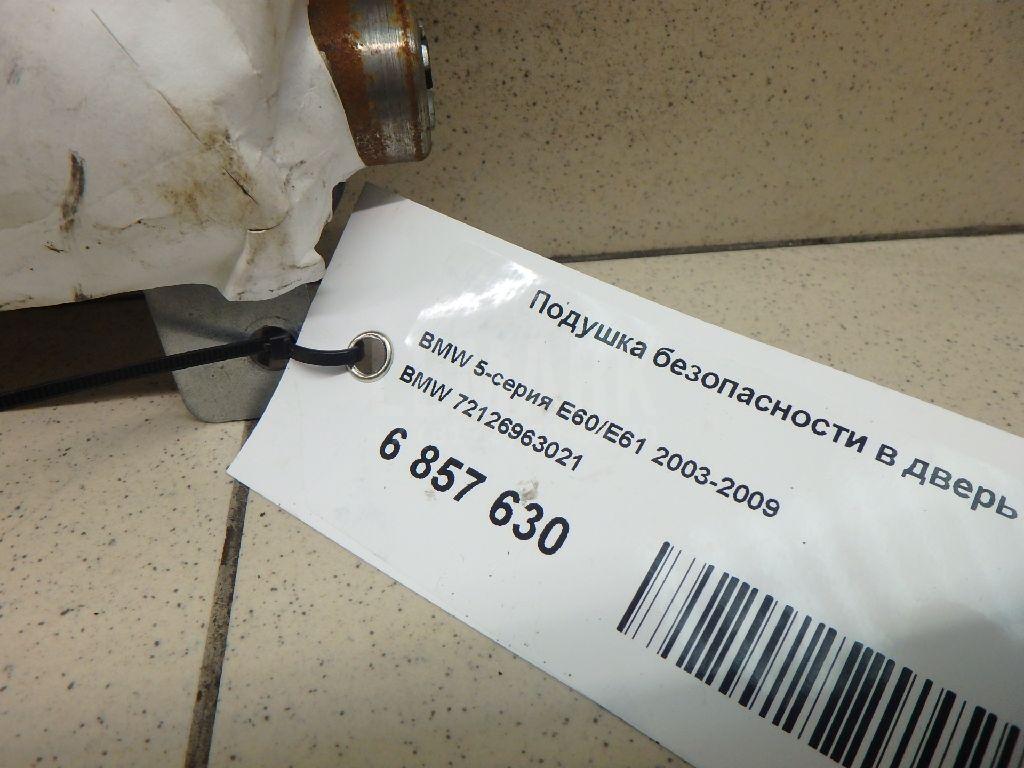 Подушка безопасности в дверь
BMW 5-серия E60/E61 2003-2009
BMW 72126963021
6 857 630